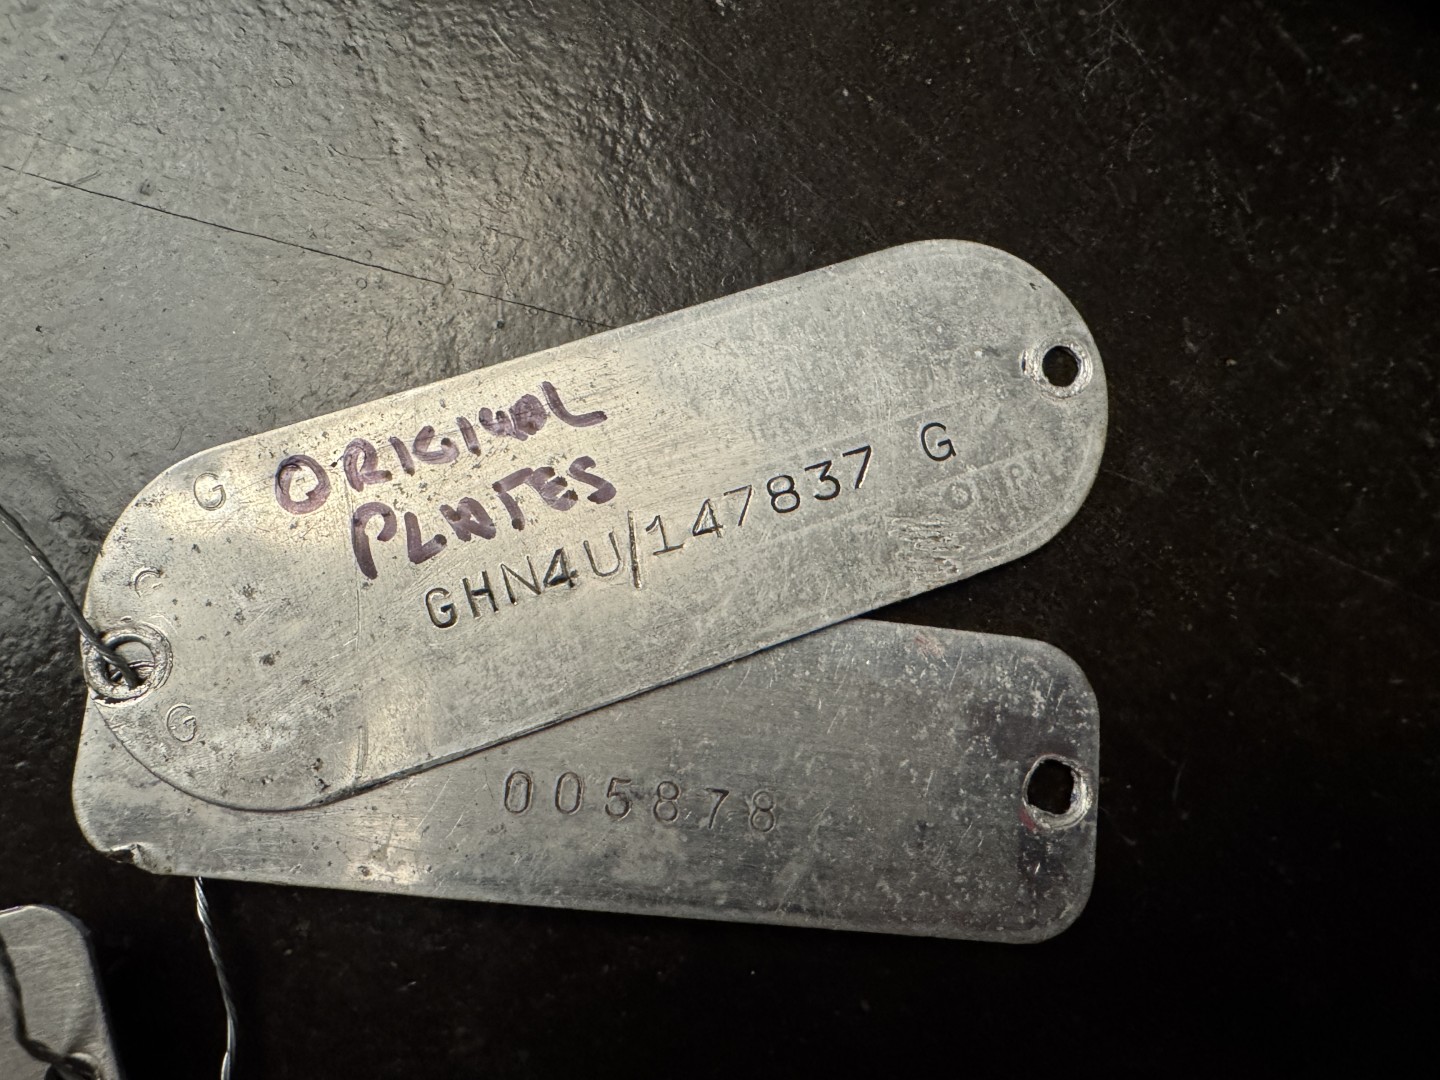 G
ORIGINAL
PLATES
G
GHN4U/147837 G
G
005878